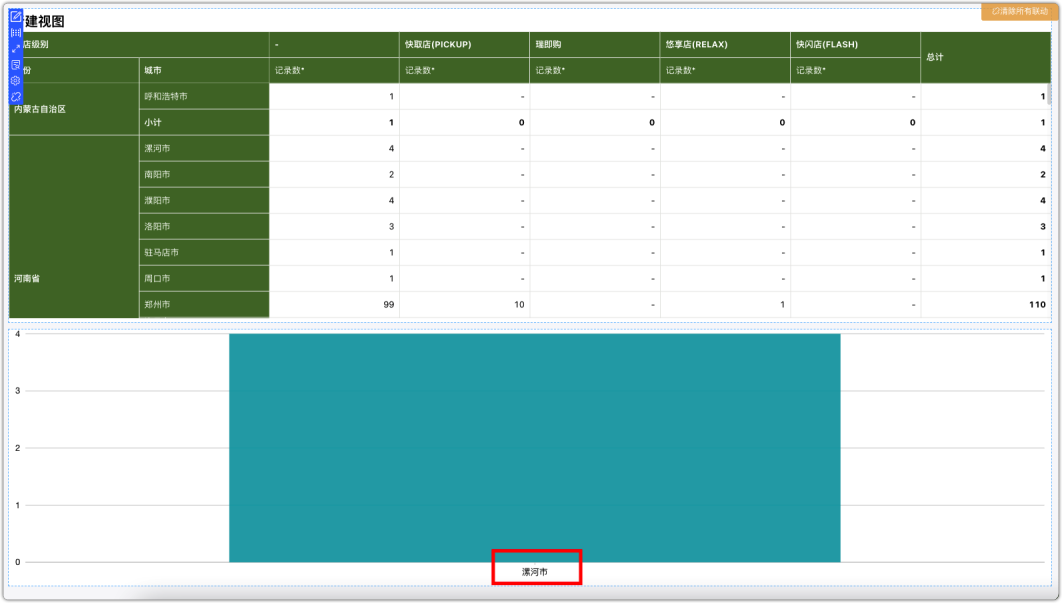 清除所有联动
建视图
店级别 - 快取店(PICKUP) 瑞即购 悠享店(RELAX) 快闪店(FLASH) 总计
份 城市 记录数* 记录数* 记录数* 记录数* 记录数*
内蒙古自治区 呼和浩特市 1 - - - - 1
小计 1 0 0 0 0 1
河南省 漯河市 4 - - - - 4
南阳市 2 - - - - 2
濮阳市 4 - - - - 4
洛阳市 3 - - - - 3
驻马店市 1 - - - - 1
周口市 1 - - - - 1
郑州市 99 10 - 1 - 110
4
3
2
1
0
漯河市